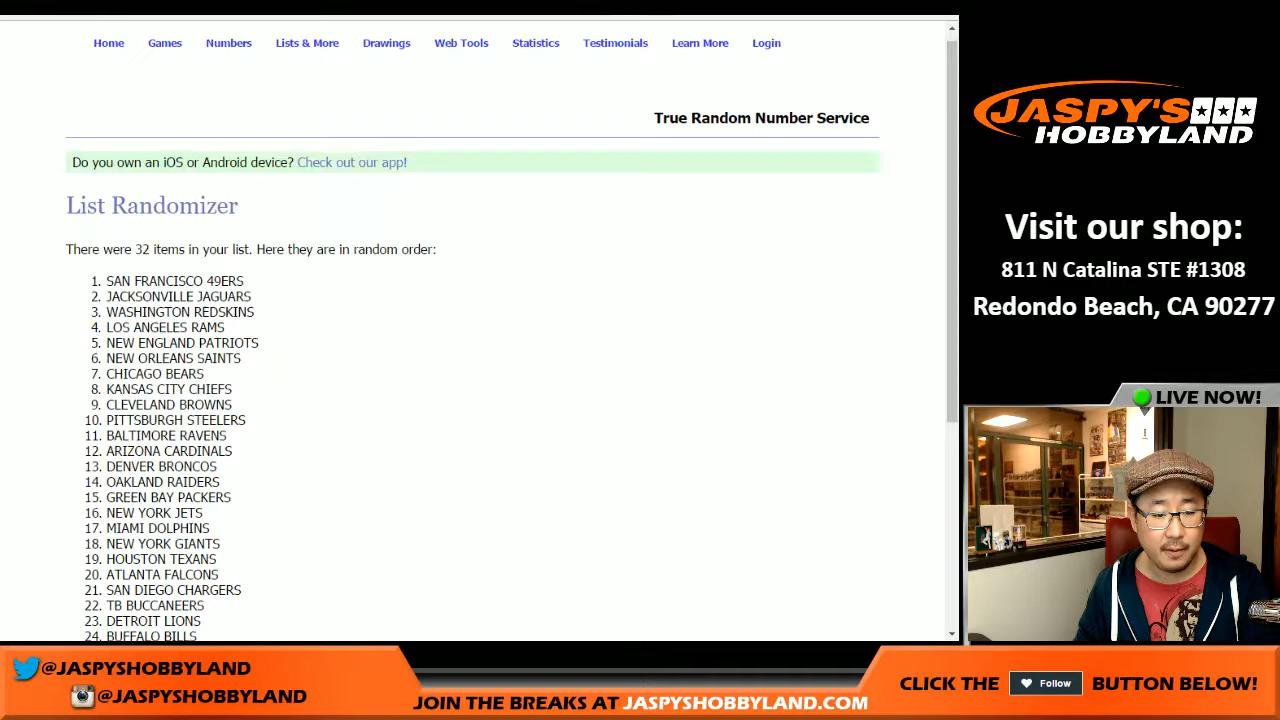 Home Games Numbers Lists & More Drawings Web Tools Statistics Testimonials Learn More Login
True Random Number Service
Do you own an iOS or Android device? Check out our app!
List Randomizer
There were 32 items in your list. Here they are in random order:
1. SAN FRANCISCO 49ERS
2. JACKSONVILLE JAGUARS
3. WASHINGTON REDSKINS
4. LOS ANGELES RAMS
5. NEW ENGLAND PATRIOTS
6. NEW ORLEANS SAINTS
7. CHICAGO BEARS
8. KANSAS CITY CHIEFS
9. CLEVELAND BROWNS
10. PITTSBURGH STEELERS
11. BALTIMORE RAVENS
12. ARIZONA CARDINALS
13. DENVER BRONCOS
14. OAKLAND RAIDERS
15. GREEN BAY PACKERS
16. NEW YORK JETS
17. MIAMI DOLPHINS
18. NEW YORK GIANTS
19. HOUSTON TEXANS
20. ATLANTA FALCONS
21. SAN DIEGO CHARGERS
22. TB BUCCANEERS
23. DETROIT LIONS
24. BUFFALO BILLS
JASPY'S
HOBBYLAND
Visit our shop:
811 N Catalina STE #1308
Redondo Beach, CA 90277
LIVE NOW!
@JASPYSHOBBYLAND
@JASPYSHOBBYLAND
JOIN THE BREAKS AT JASPYSHOBBYLAND.COM
CLICK THE Follow BUTTON BELOW!